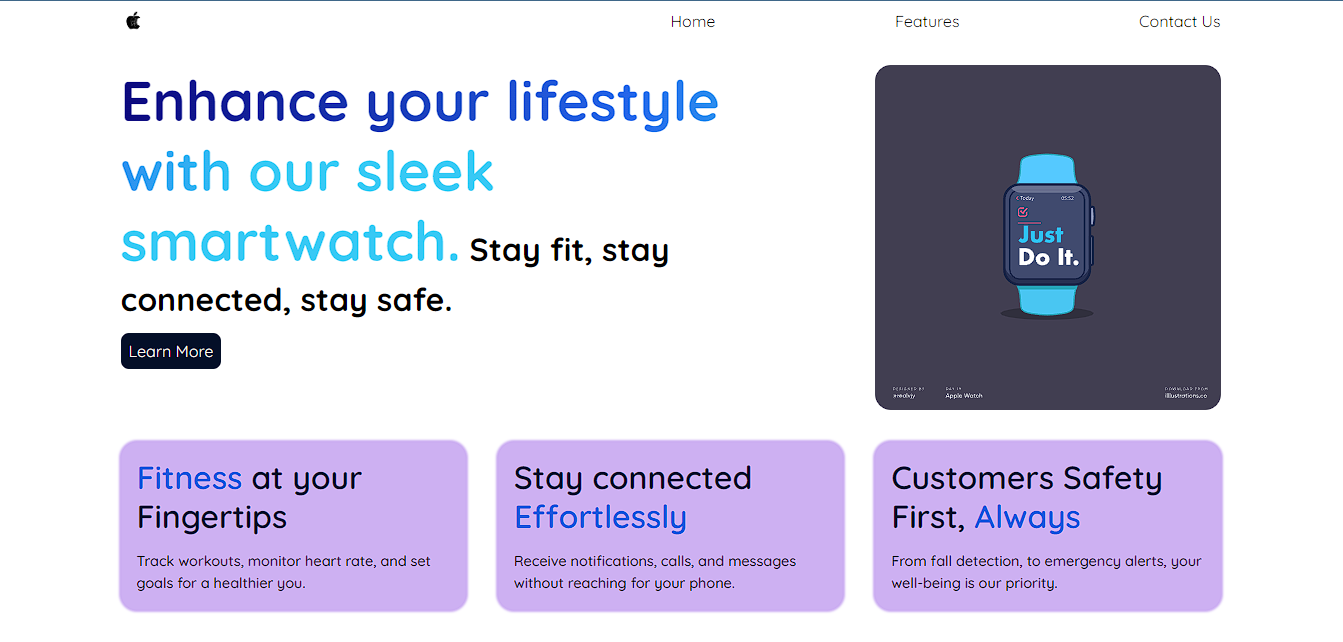 Home Features Contact Us
Enhance your lifestyle
with our sleek
smartwatch. Stay fit, stay
connected, stay safe.
Learn More
Today 05:52
Just
Do It.
DESIGNED BY DAY 19 DOWNLOAD FROM
Apple Watch illlustrations.co
Fitness at your
Fingertips
Track workouts, monitor heart rate, and set
goals for a healthier you.
Stay connected
Effortlessly
Receive notifications, calls, and messages
without reaching for your phone.
Customers Safety
First, Always
From fall detection, to emergency alerts, your
well-being is our priority.